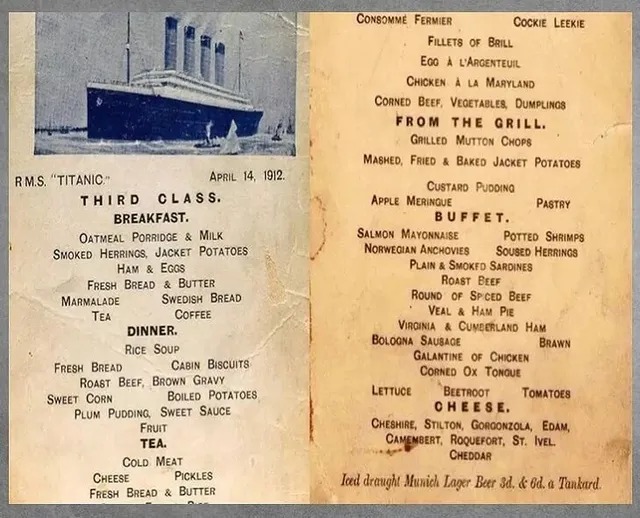 R.M.S. "TITANIC."
APRIL 14, 1912.
THIRD CLASS.
BREAKFAST.
OATMEAL PORRIDGE & MILK
SMOKED HERRINGS, JACKET POTATOES
HAM & EGGS
FRESH BREAD & BUTTER
MARMALADE SWEDISH BREAD
TEA COFFEE
DINNER.
RICE SOUP
FRESH BREAD CABIN BISCUITS
ROAST BEEF, BROWN GRAVY
SWEET CORN BOILED POTATOES
PLUM PUDDING, SWEET SAUCE
FRUIT
TEA.
COLD MEAT
CHEESE PICKLES
FRESH BREAD & BUTTER
CONSOMMÉ FERMIER COCKIE LEEKIE
FILLETS OF BRILL
EGG À L'ARGENTEUIL
CHICKEN À LA MARYLAND
CORNED BEEF, VEGETABLES, DUMPLINGS
FROM THE GRILL.
GRILLED MUTTON CHOPS
MASHED, FRIED & BAKED JACKET POTATOES
CUSTARD PUDDING
APPLE MERINGUE PASTRY
BUFFET.
SALMON MAYONNAISE POTTED SHRIMPS
NORWEGIAN ANCHOVIES SOUSED HERRINGS
PLAIN & SMOKED SARDINES
ROAST BEEF
ROUND OF SPICED BEEF
VEAL & HAM PIE
VIRGINIA & CUMBERLAND HAM
BOLOGNA SAUSAGE BRAWN
GALANTINE OF CHICKEN
CORNED OX TONGUE
LETTUCE BEETROOT TOMATOES
CHEESE.
CHESHIRE, STILTON, GORGONZOLA, EDAM,
CAMEMBERT, ROQUEFORT, ST. IVEL.
CHEDDAR
Iced draught Munich Lager Beer 3d. & 6d. a Tankard.